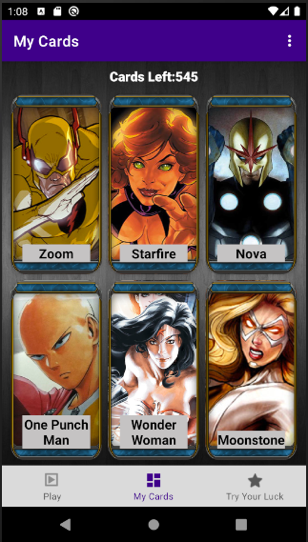 1:08
My Cards
Cards Left:545
Zoom
Starfire
Nova
One Punch
Man
Wonder
Woman
Moonstone
Play
My Cards
Try Your Luck